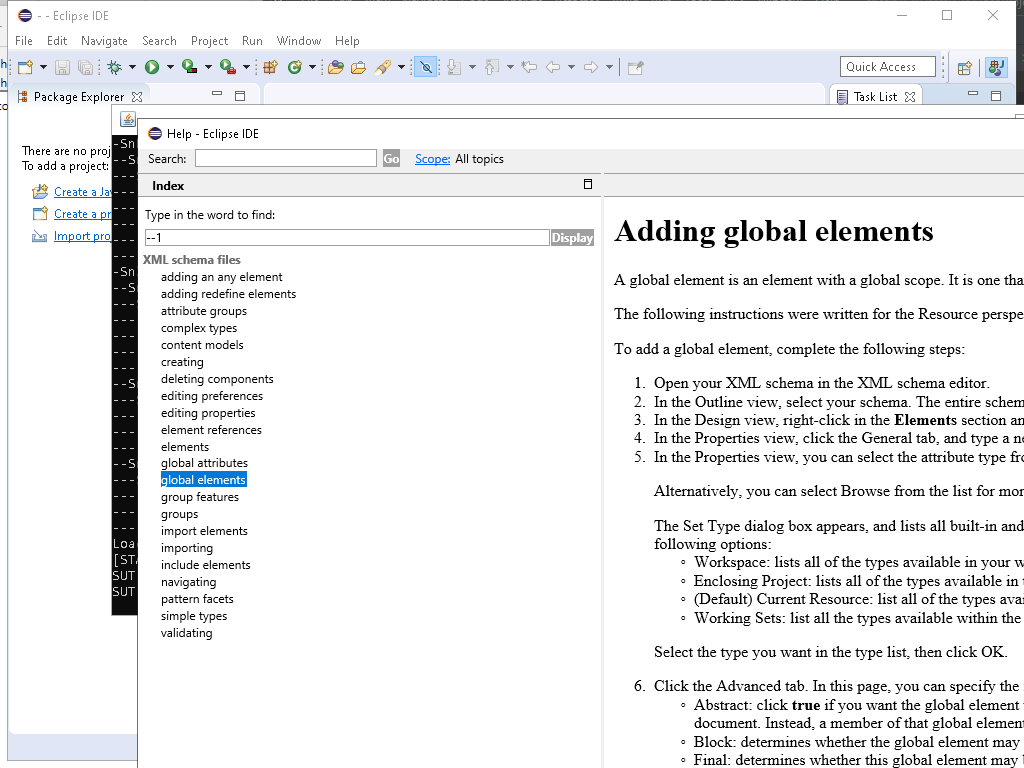 - - Eclipse IDE
File Edit Navigate Search Project Run Window Help
Quick Access
Package Explorer
Task List
There are no proj
To add a project:
Create a Ja
Create a pr
Import pro
Loa
[STA
SUT
SUT
Help - Eclipse IDE
Search:
Go
Scope: All topics
Index
Type in the word to find:
--1
Display
XML schema files
adding an any element
adding redefine elements
attribute groups
complex types
content models
creating
deleting components
editing preferences
editing properties
element references
elements
global attributes
global elements
group features
groups
import elements
importing
include elements
navigating
pattern facets
simple types
validating
Adding global elements
A global element is an element with a global scope. It is one tha
The following instructions were written for the Resource perspe
To add a global element, complete the following steps:
1. Open your XML schema in the XML schema editor.
2. In the Outline view, select your schema. The entire schem
3. In the Design view, right-click in the Elements section an
4. In the Properties view, click the General tab, and type a ne
5. In the Properties view, you can select the attribute type fro
Alternatively, you can select Browse from the list for mor
The Set Type dialog box appears, and lists all built-in and
following options:
◦ Workspace: lists all of the types available in your w
◦ Enclosing Project: lists all of the types available in
◦ (Default) Current Resource: list all of the types avai
◦ Working Sets: list all the types available within the
Select the type you want in the type list, then click OK.
6. Click the Advanced tab. In this page, you can specify the
◦ Abstract: click true if you want the global element
document. Instead, a member of that global elemen
◦ Block: determines whether the global element may
◦ Final: determines whether this global element may b